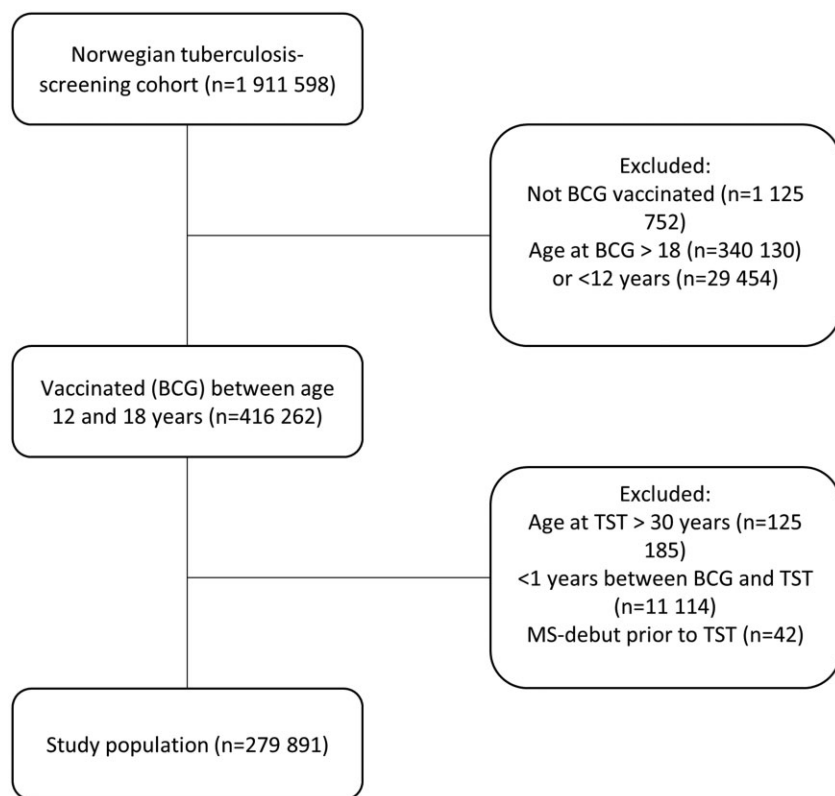 Norwegian tuberculosis-
screening cohort (n=1 911 598)
Excluded:
Not BCG vaccinated (n=1 125
752)
Age at BCG > 18 (n=340 130)
or <12 years (n=29 454)
Vaccinated (BCG) between age
12 and 18 years (n=416 262)
Excluded:
Age at TST > 30 years (n=125
185)
<1 years between BCG and TST
(n=11 114)
MS-debut prior to TST (n=42)
Study population (n=279 891)